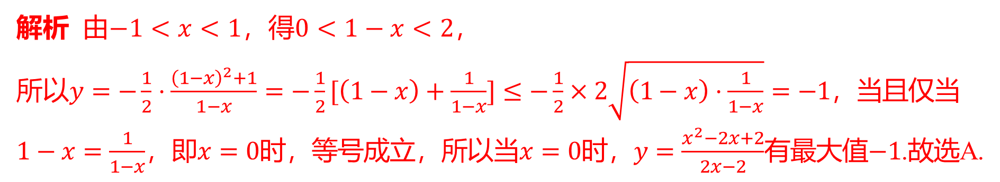 解析 由$-1<x<1$，得$0<1-x<2$，
所以$y=-\frac{1}{2}\cdot\frac{(1-x)^2+1}{1-x}=-\frac{1}{2}[(1-x)+\frac{1}{1-x}]\leq-\frac{1}{2}\times2\sqrt{(1-x)\cdot\frac{1}{1-x}}=-1$，当且仅当
$1-x=\frac{1}{1-x}$，即$x=0$时，等号成立，所以当$x=0$时，$y=\frac{x^2-2x+2}{2x-2}$有最大值$-1$.故选A.